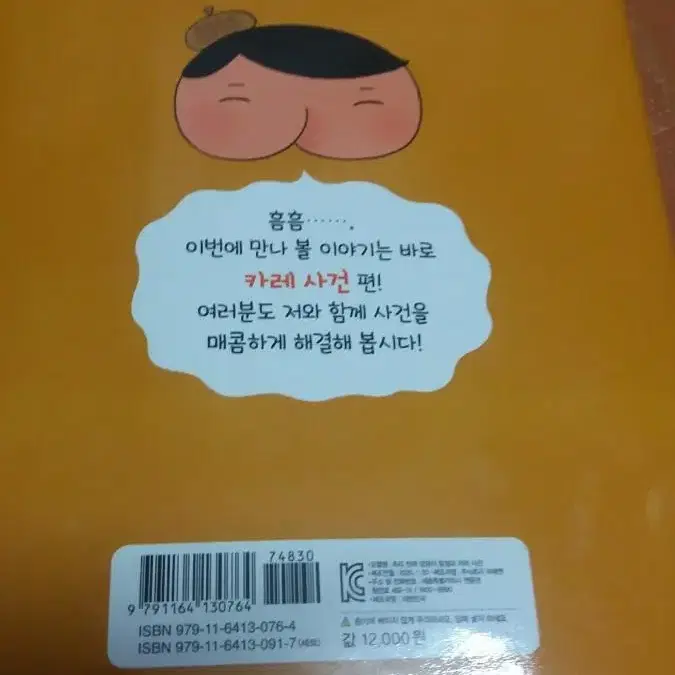 흠흠…….
이번에 만나 볼 이야기는 바로
카레 사건 편!
여러분도 저와 함께 사건을
매콤하게 해결해 봅시다!
74830
9 791164 130764
ISBN 979-11-6413-076-4
ISBN 979-11-6413-091-7 (세트)
값 12,000원